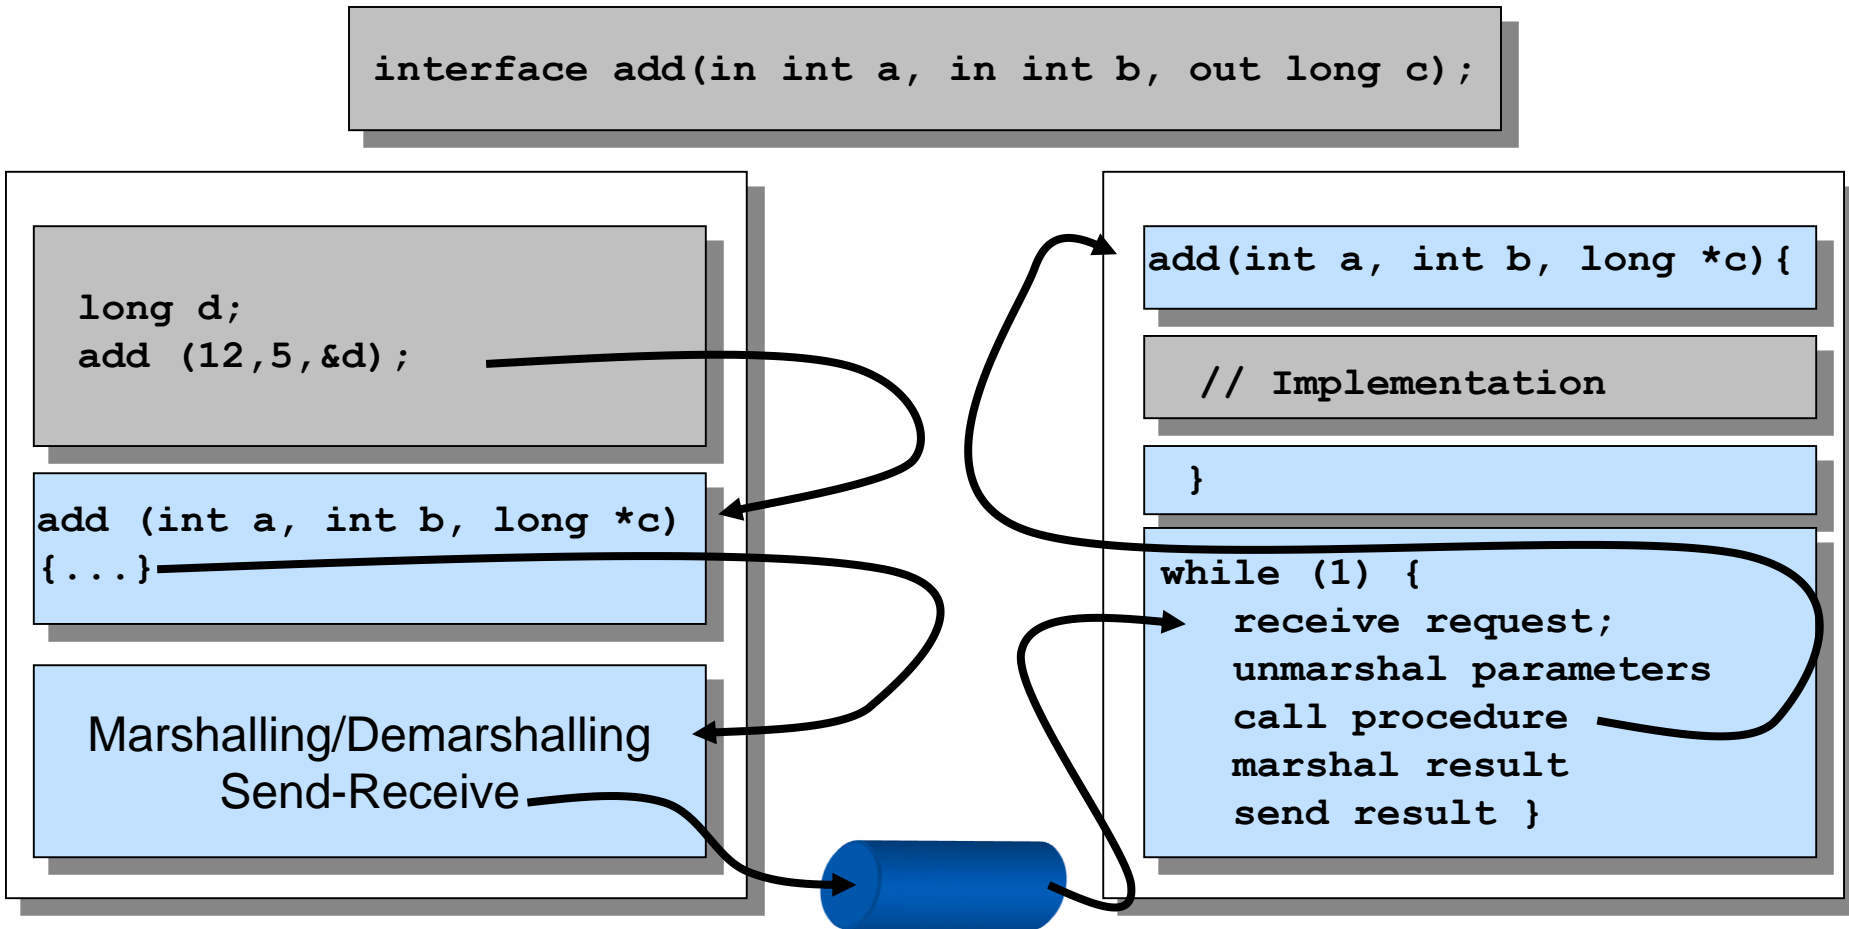 interface add(in int a, in int b, out long c);
long d;
add (12,5,&d);
add (int a, int b, long *c)
{...}
Marshalling/Demarshalling
Send-Receive
add(int a, int b, long *c){
// Implementation
}
while (1) {
receive request;
unmarshal parameters
call procedure
marshal result
send result }